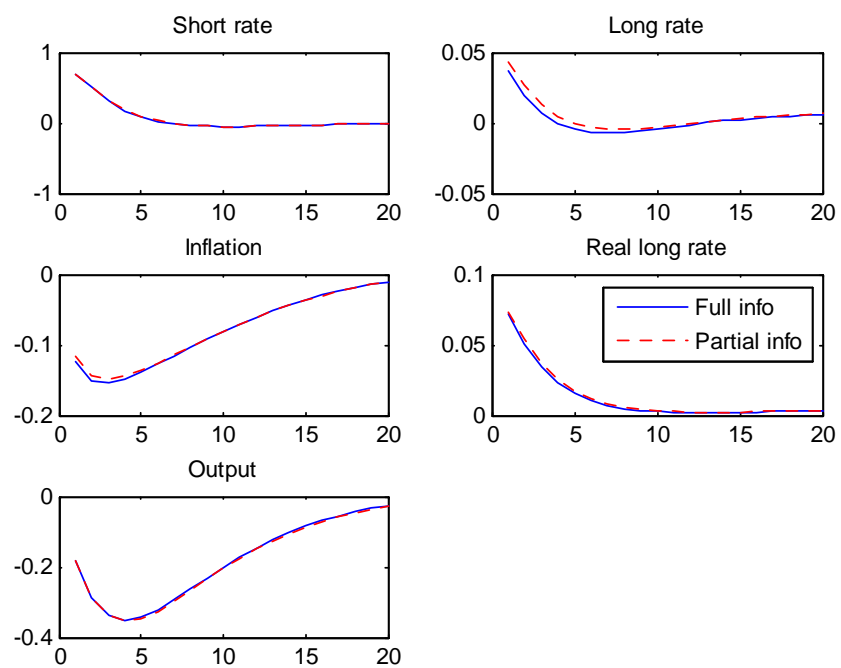 Short rate
1
0
-1
0 5 10 15 20
Long rate
0.05
0
-0.05
0 5 10 15 20
Inflation
0
-0.1
-0.2
0 5 10 15 20
Real long rate
0.1
0.05
0
0 5 10 15 20
Full info
Partial info
Output
0
-0.2
-0.4
0 5 10 15 20